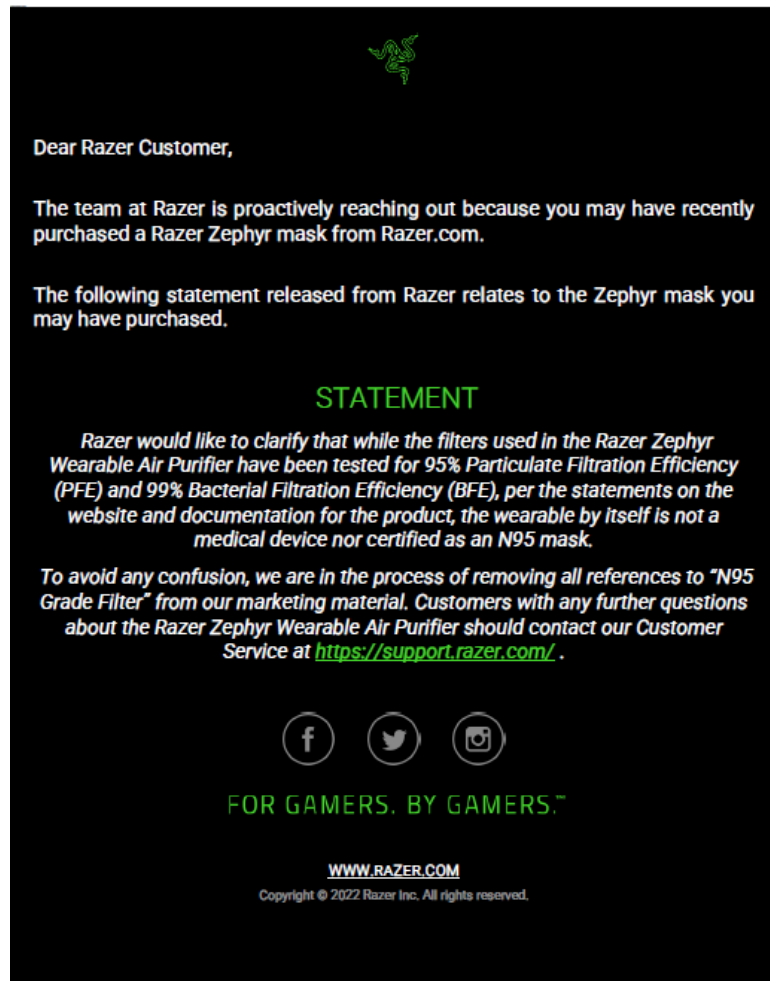 Dear Razer Customer,
The team at Razer is proactively reaching out because you may have recently
purchased a Razer Zephyr mask from Razer.com.
The following statement released from Razer relates to the Zephyr mask you
may have purchased.
STATEMENT
Razer would like to clarify that while the filters used in the Razer Zephyr
Wearable Air Purifier have been tested for 95% Particulate Filtration Efficiency
(PFE) and 99% Bacterial Filtration Efficiency (BFE), per the statements on the
website and documentation for the product, the wearable by itself is not a
medical device nor certified as an N95 mask.
To avoid any confusion, we are in the process of removing all references to “N95
Grade Filter” from our marketing material. Customers with any further questions
about the Razer Zephyr Wearable Air Purifier should contact our Customer
Service at https://support.razer.com/ .
FOR GAMERS. BY GAMERS.™
WWW.RAZER.COM
Copyright © 2022 Razer Inc. All rights reserved.